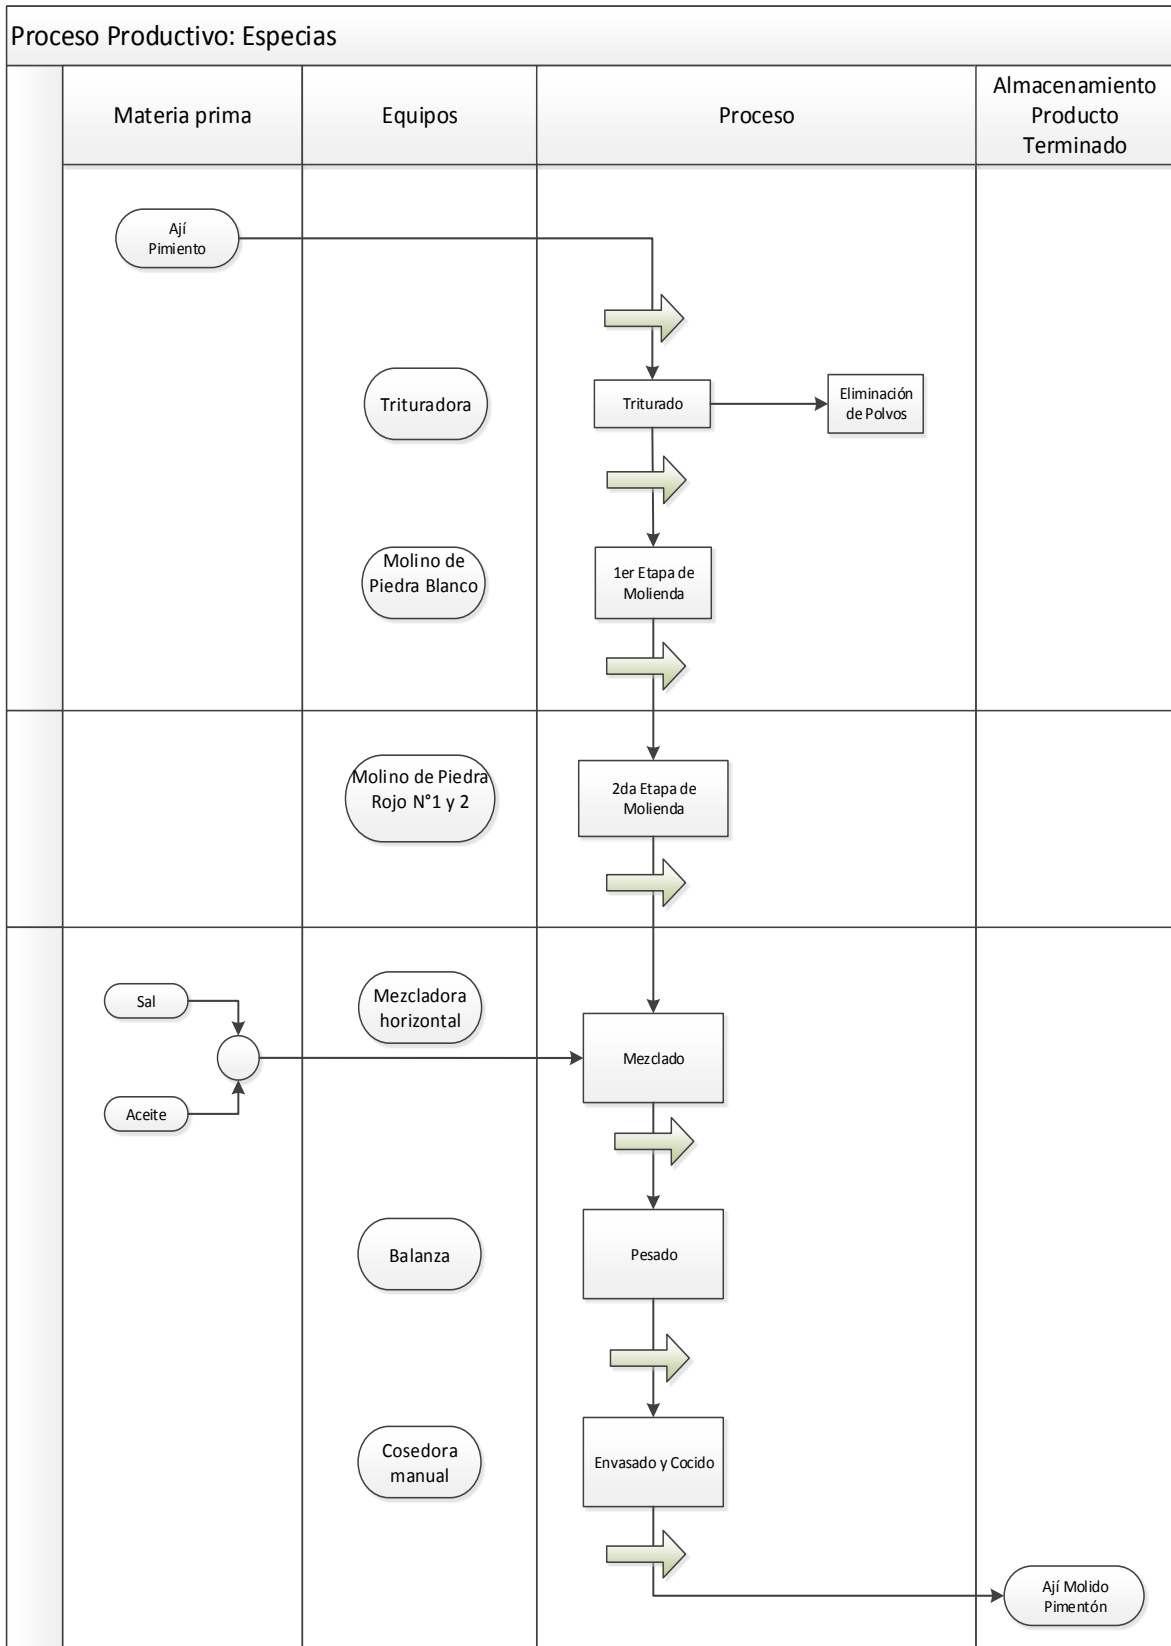 Proceso Productivo: Especias
Materia prima
Equipos
Proceso
Almacenamiento
Producto
Terminado
Ají
Pimiento
Trituradora
Triturado
Eliminación
de Polvos
Molino de
Piedra Blanco
1er Etapa de
Molienda
Molino de Piedra
Rojo N°1 y 2
2da Etapa de
Molienda
Sal
Mezcladora
horizontal
Mezclado
Aceite
Balanza
Pesado
Cosedora
manual
Envasado y Cocido
Ají Molido
Pimentón